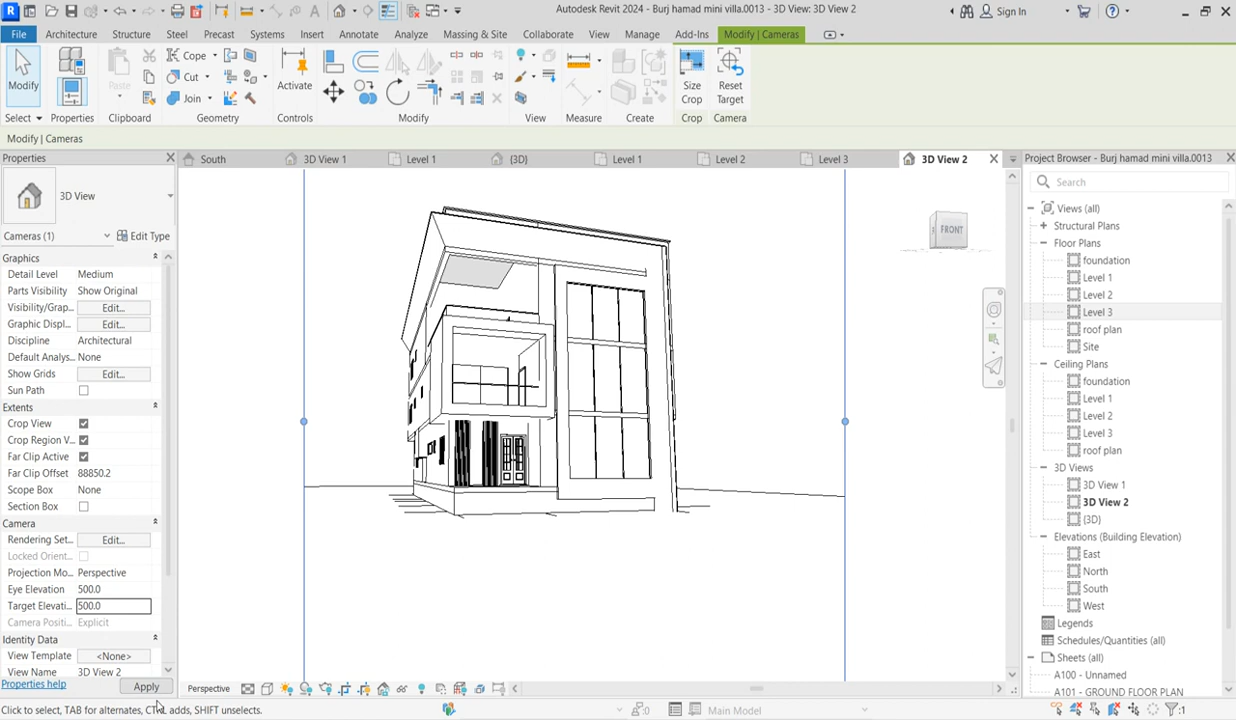 Autodesk Revit 2024 - Burj hamad mini villa.0013 - 3D View: 3D View 2
Sign In
File Architecture Structure Steel Precast Systems Insert Annotate Analyze Massing & Site Collaborate View Manage Add-Ins Modify | Cameras
Modify
Paste
Cope
Cut
Join
Activate
Size
Crop
Reset
Target
Select Properties Clipboard Geometry Controls Modify View Measure Create Crop Camera
Modify | Cameras
Properties
South 3D View 1 Level 1 {3D} Level 1 Level 2 Level 3 3D View 2
3D View
Cameras (1) Edit Type
Graphics
Detail Level Medium
Parts Visibility Show Original
Visibility/Grap... Edit...
Graphic Displ... Edit...
Discipline Architectural
Default Analys... None
Show Grids Edit...
Sun Path
Extents
Crop View
Crop Region V...
Far Clip Active
Far Clip Offset 88850.2
Scope Box None
Section Box
Camera
Rendering Set... Edit...
Locked Orient...
Projection Mo... Perspective
Eye Elevation 500.0
Target Elevati... 500.0
Camera Positi... Explicit
Identity Data
View Template <None>
View Name 3D View 2
Properties help Apply
FRONT
Perspective
Project Browser - Burj hamad mini villa.0013
Search
Views (all)
Structural Plans
Floor Plans
foundation
Level 1
Level 2
Level 3
roof plan
Site
Ceiling Plans
foundation
Level 1
Level 2
Level 3
roof plan
3D Views
3D View 1
3D View 2
{3D}
Elevations (Building Elevation)
East
North
South
West
Legends
Schedules/Quantities (all)
Sheets (all)
A100 - Unnamed
A101 - GROUND FLOOR PLAN
Click to select, TAB for alternates, CTRL adds, SHIFT unselects.
:0
Main Model
:1